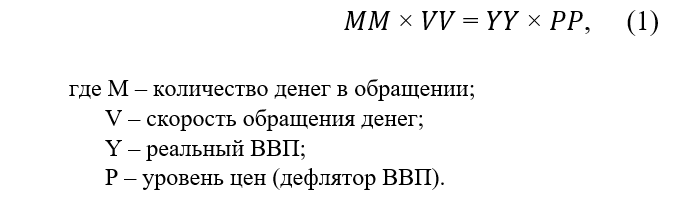 MM × VV = YY × PP, (1)
где M – количество денег в обращении;
V – скорость обращения денег;
Y – реальный ВВП;
P – уровень цен (дефлятор ВВП).